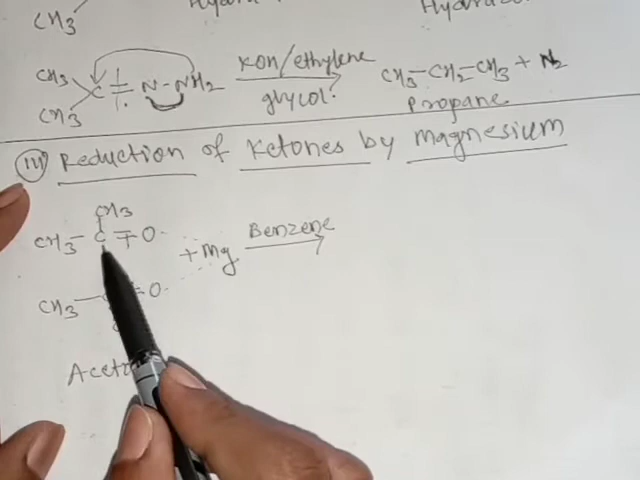 CH3
CH3
C = N - NH2 KOH/ethylene glycol. CH3-CH2-CH3 + N2
CH3
Propane
(III) Reduction of Ketones by Magnesium
CH3
CH3-C=O
+ Mg Benzene
CH3- =O